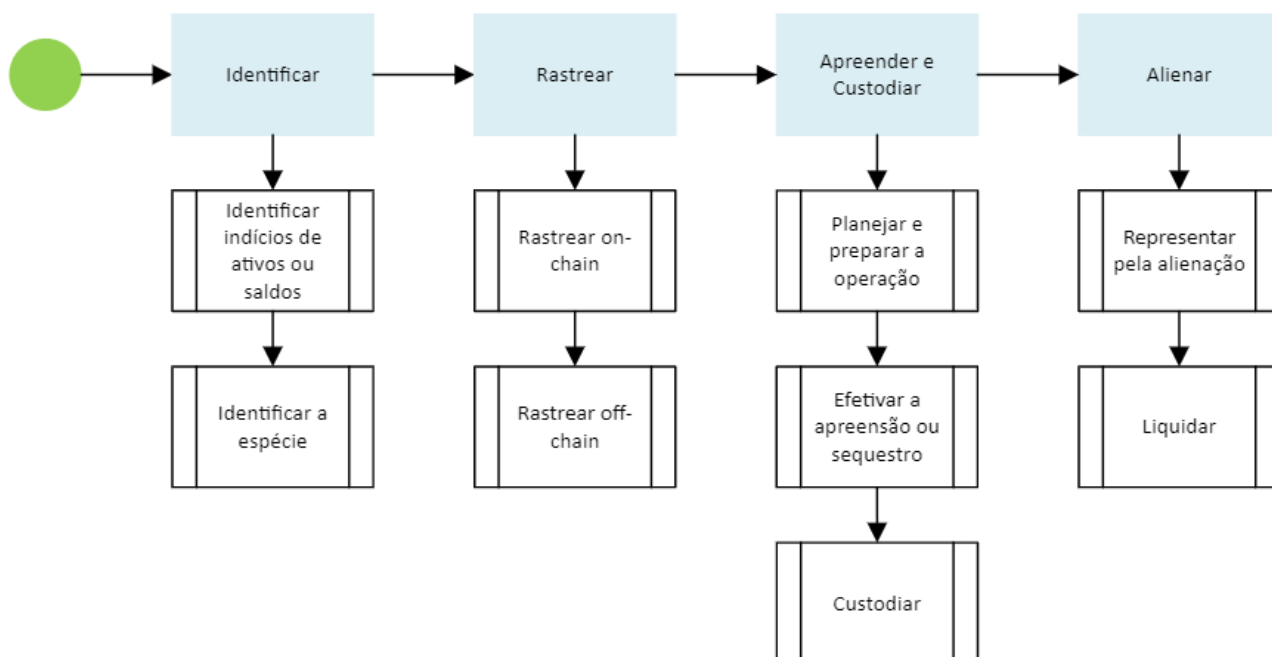 Identificar
Rastrear
Apreender e
Custodiar
Alienar
Identificar
indícios de
ativos ou
saldos
Rastrear on-
chain
Planejar e
preparar a
operação
Representar
pela alienação
Identificar a
espécie
Rastrear off-
chain
Efetivar a
apreensão ou
sequestro
Liquidar
Custodiar